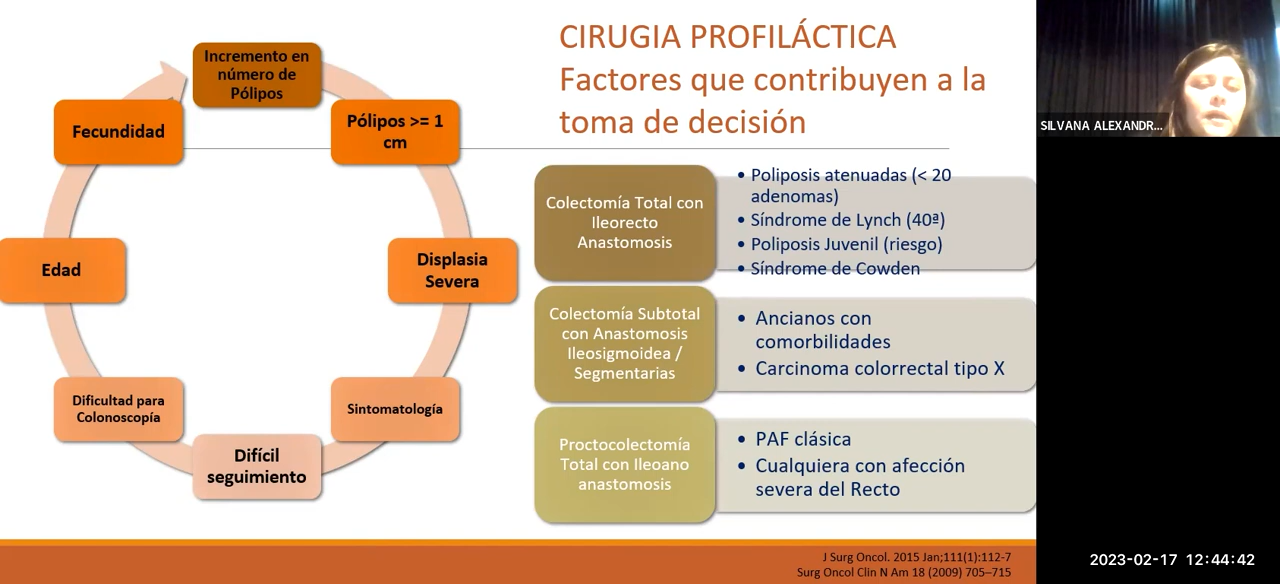 CIRUGIA PROFILÁCTICA
Factores que contribuyen a la
toma de decisión
Incremento en
número de
Pólipos
Pólipos >= 1
cm
Displasia
Severa
Sintomatología
Difícil
seguimiento
Dificultad para
Colonoscopía
Edad
Fecundidad
Colectomía Total con
Ileorecto
Anastomosis
• Poliposis atenuadas (< 20
adenomas)
• Síndrome de Lynch (40ª)
• Poliposis Juvenil (riesgo)
• Síndrome de Cowden
Colectomía Subtotal
con Anastomosis
Ileosigmoidea /
Segmentarias
• Ancianos con
comorbilidades
• Carcinoma colorrectal tipo X
Proctocolectomía
Total con Ileoano
anastomosis
• PAF clásica
• Cualquiera con afección
severa del Recto
J Surg Oncol. 2015 Jan;111(1):112-7
Surg Oncol Clin N Am 18 (2009) 705–715
SILVANA ALEXANDR...
2023-02-17 12:44:42